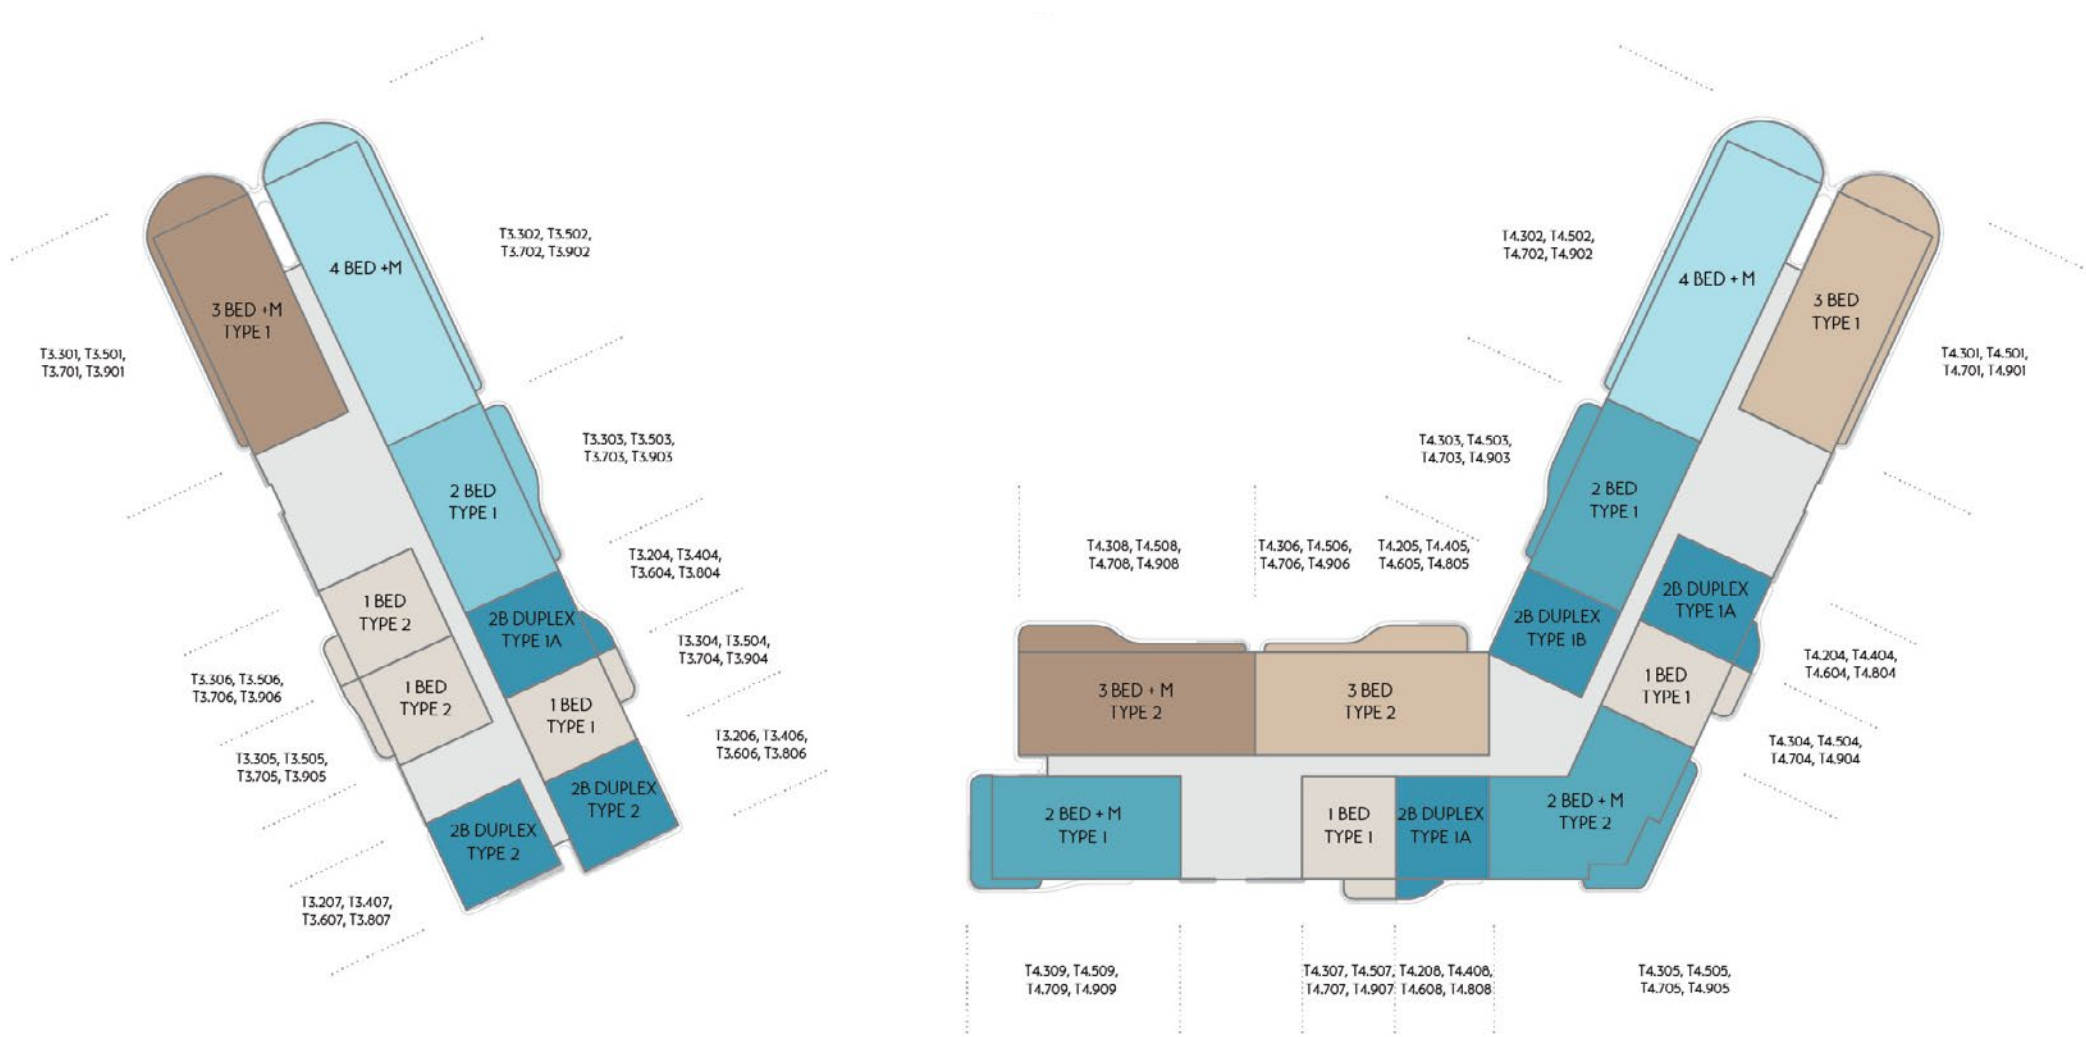 4 BED +M
T3.302, T3.502,
T3.702, T3.902
3 BED +M
TYPE 1
T3.301, T3.501,
T3.701, T3.901
T3.303, T3.503,
T3.703, T3.903
2 BED
TYPE 1
T3.204, T3.404,
T3.604, T3.804
1 BED
TYPE 2
2B DUPLEX
TYPE 1A
T3.304, T3.504,
T3.704, T3.904
T3.306, T3.506,
T3.706, T3.906
1 BED
TYPE 2
1 BED
TYPE 1
T3.206, T3.406,
T3.606, T3.806
T3.305, T3.505,
T3.705, T3.905
2B DUPLEX
TYPE 2
2B DUPLEX
TYPE 2
T3.207, T3.407,
T3.607, T3.807
T4.302, T4.502,
T4.702, T4.902
4 BED + M
3 BED
TYPE 1
T4.301, T4.501,
T4.701, T4.901
T4.303, T4.503,
T4.703, T4.903
2 BED
TYPE 1
T4.308, T4.508,
T4.708, T4.908
T4.306, T4.506,
T4.706, T4.906
T4.205, T4.405,
T4.605, T4.805
2B DUPLEX
TYPE 1B
2B DUPLEX
TYPE 1A
T4.204, T4.404,
T4.604, T4.804
3 BED + M
TYPE 2
3 BED
TYPE 2
1 BED
TYPE 1
T4.304, T4.504,
T4.704, T4.904
2 BED + M
TYPE 1
1 BED
TYPE 1
2B DUPLEX
TYPE 1A
2 BED + M
TYPE 2
T4.309, T4.509,
T4.709, T4.909
T4.307, T4.507,
T4.707, T4.907
T4.208, T4.408,
T4.608, T4.808
T4.305, T4.505,
T4.705, T4.905